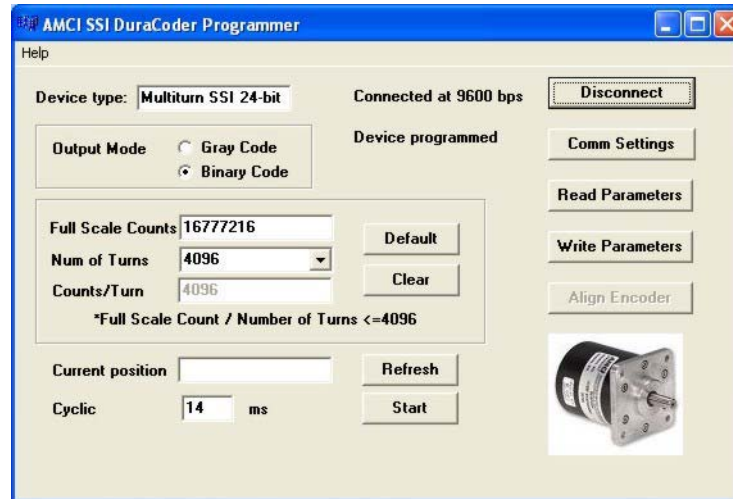 AMCI SSI DuraCoder Programmer
Help
Device type: Multiturn SSI 24-bit
Connected at 9600 bps
Disconnect
Output Mode
Gray Code
Binary Code
Device programmed
Comm Settings
Read Parameters
Full Scale Counts 16777216
Default
Num of Turns 4096
Write Parameters
Counts/Turn 4096
Clear
Align Encoder
*Full Scale Count / Number of Turns <=4096
Current position
Refresh
Cyclic 14 ms
Start